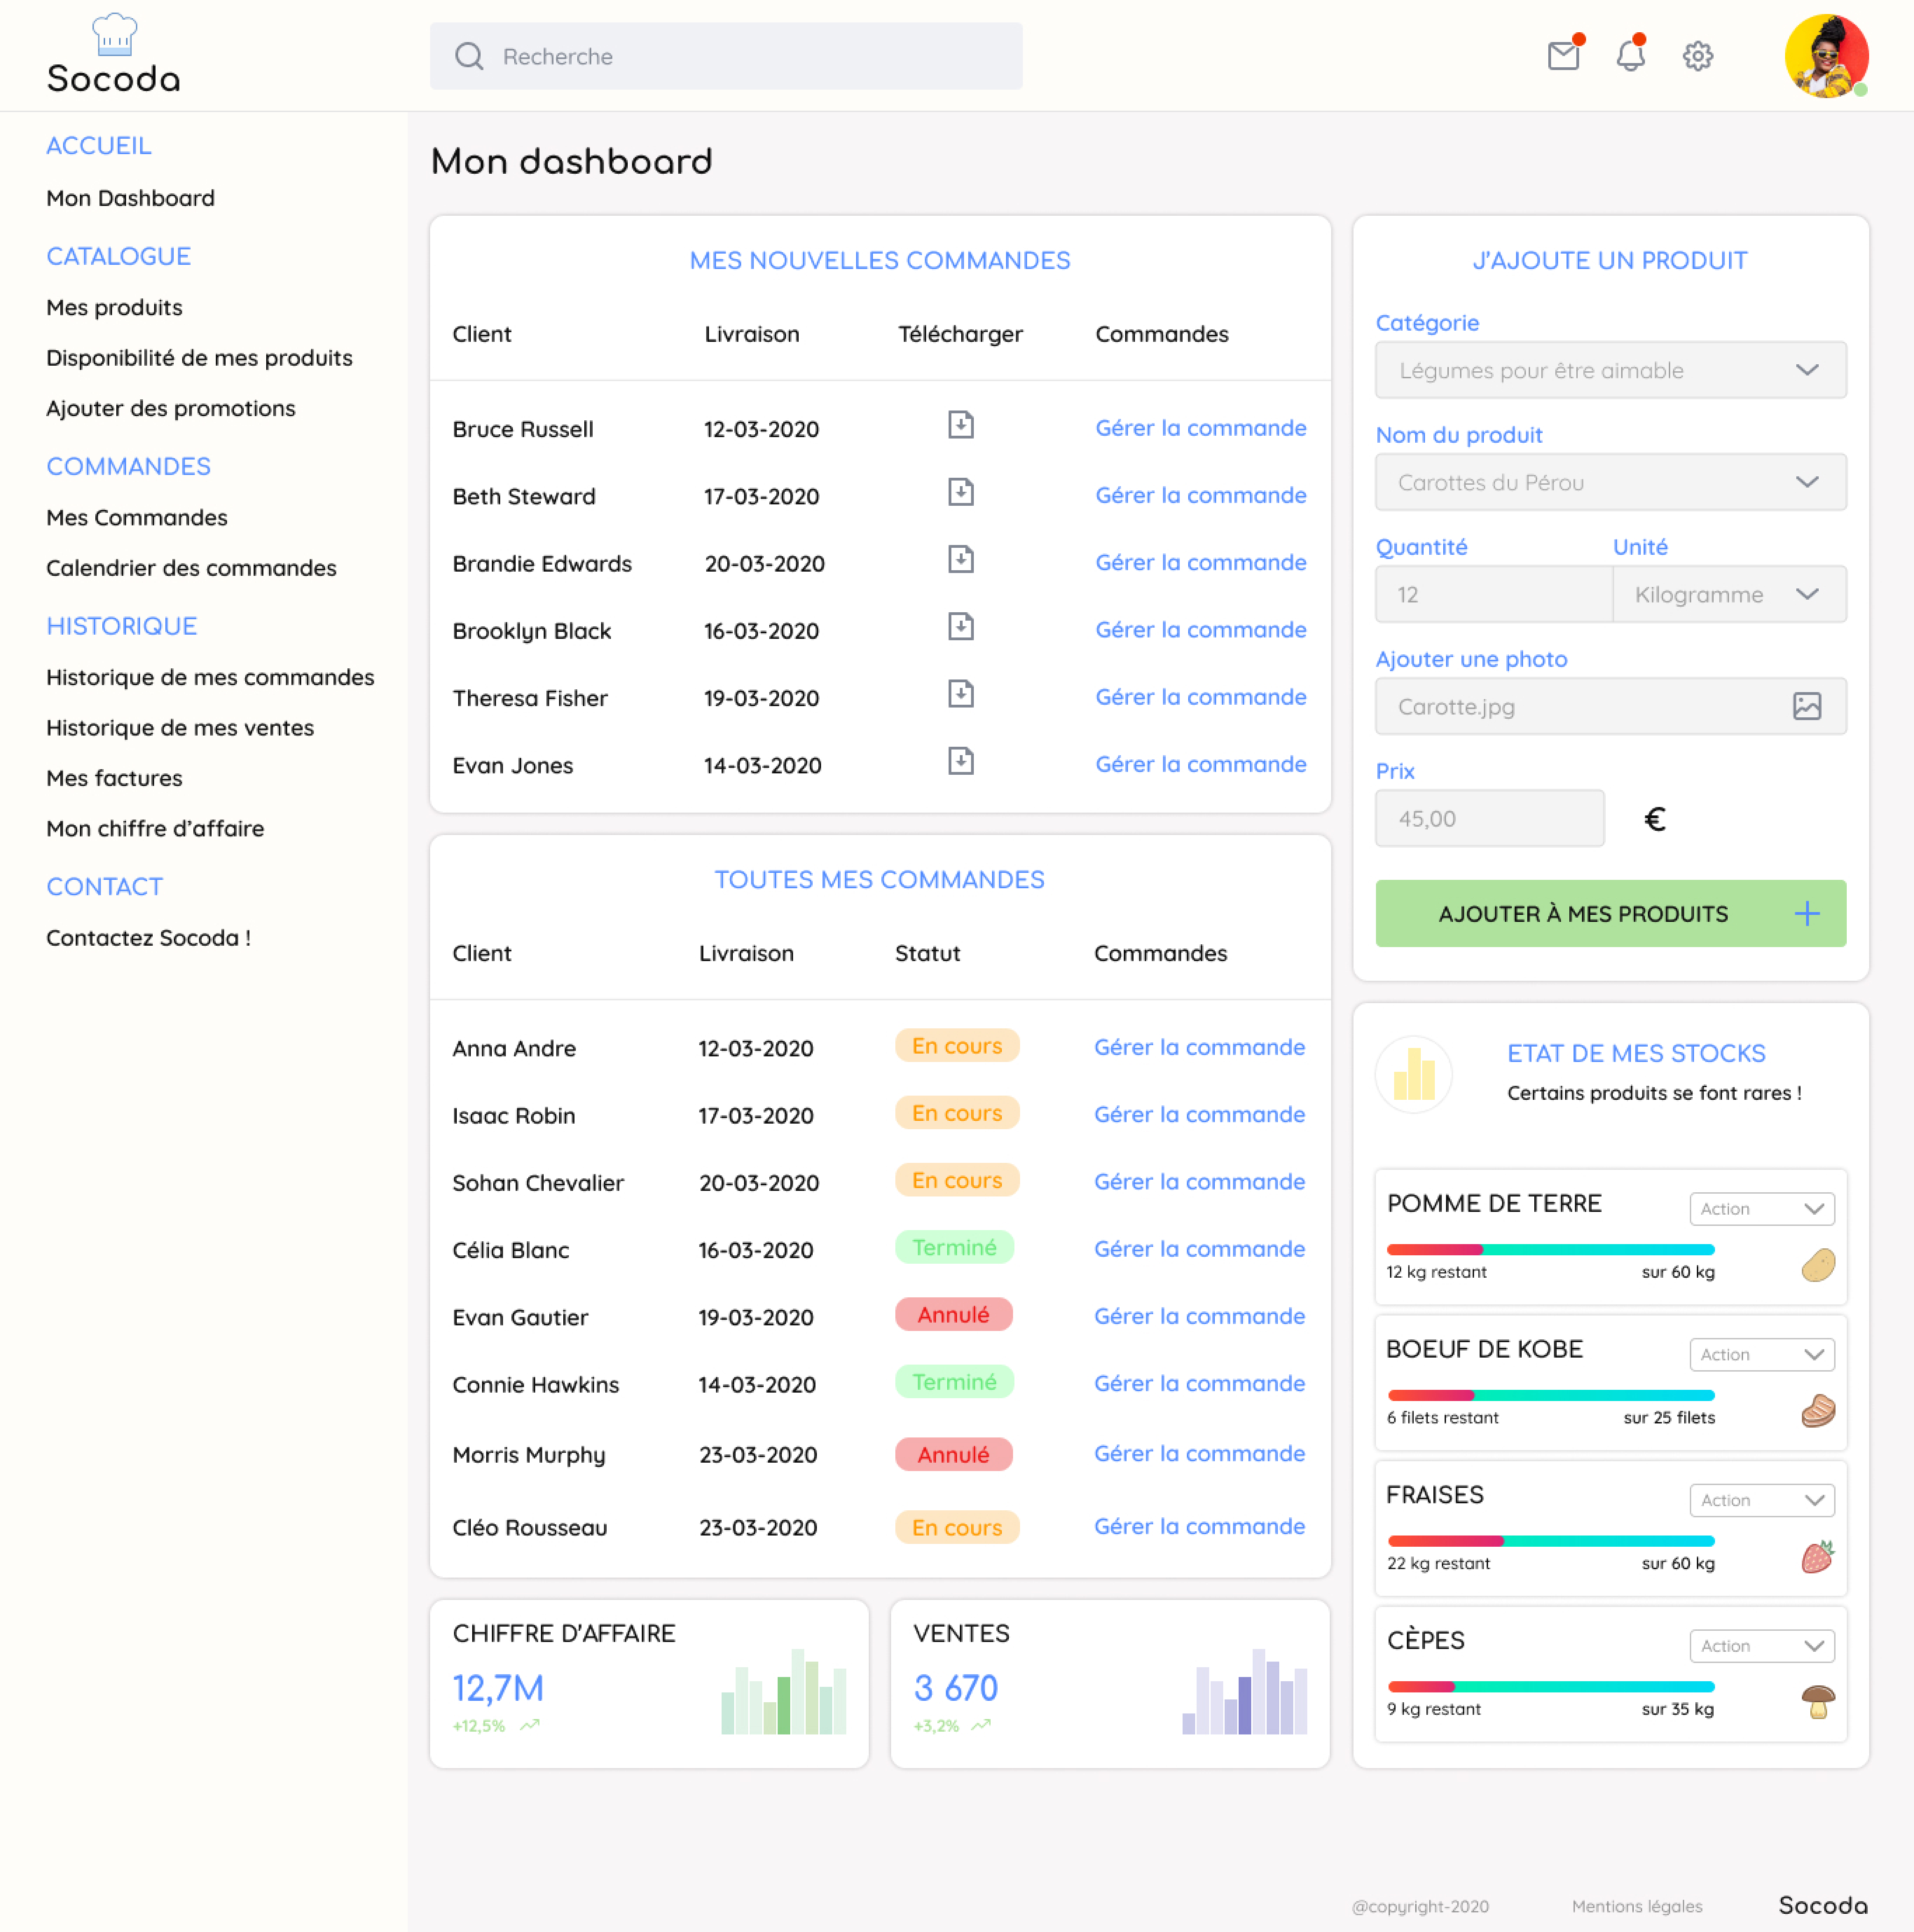 Socoda
Recherche
ACCUEIL
Mon Dashboard
CATALOGUE
Mes produits
Disponibilité de mes produits
Ajouter des promotions
COMMANDES
Mes Commandes
Calendrier des commandes
HISTORIQUE
Historique de mes commandes
Historique de mes ventes
Mes factures
Mon chiffre d’affaire
CONTACT
Contactez Socoda !
Mon dashboard
MES NOUVELLES COMMANDES
Client Livraison Télécharger Commandes
Bruce Russell 12-03-2020 Gérer la commande
Beth Steward 17-03-2020 Gérer la commande
Brandie Edwards 20-03-2020 Gérer la commande
Brooklyn Black 16-03-2020 Gérer la commande
Theresa Fisher 19-03-2020 Gérer la commande
Evan Jones 14-03-2020 Gérer la commande
TOUTES MES COMMANDES
Client Livraison Statut Commandes
Anna Andre 12-03-2020 En cours Gérer la commande
Isaac Robin 17-03-2020 En cours Gérer la commande
Sohan Chevalier 20-03-2020 En cours Gérer la commande
Célia Blanc 16-03-2020 Terminé Gérer la commande
Evan Gautier 19-03-2020 Annulé Gérer la commande
Connie Hawkins 14-03-2020 Terminé Gérer la commande
Morris Murphy 23-03-2020 Annulé Gérer la commande
Cléo Rousseau 23-03-2020 En cours Gérer la commande
CHIFFRE D’AFFAIRE
12,7M
+12,5%
VENTES
3 670
+3,2%
J’AJOUTE UN PRODUIT
Catégorie
Légumes pour être aimable
Nom du produit
Carottes du Pérou
Quantité Unité
12 Kilogramme
Ajouter une photo
Carotte.jpg
Prix
45,00 €
AJOUTER À MES PRODUITS
ETAT DE MES STOCKS
Certains produits se font rares !
POMME DE TERRE Action
12 kg restant sur 60 kg
BOEUF DE KOBE Action
6 filets restant sur 25 filets
FRAISES Action
22 kg restant sur 60 kg
CÈPES Action
9 kg restant sur 35 kg
@copyright-2020 Mentions légales Socoda